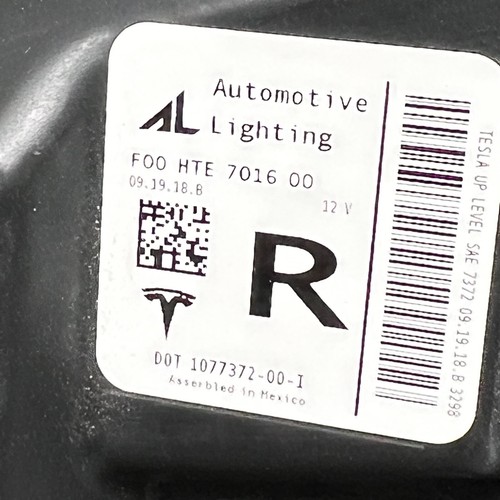 AL
Automotive
Lighting
F00 HTE 7016 00
09.19.18.B
12 V
R
DOT 1077372-00-I
Assembled in Mexico
TESLA UP LEVEL SAE 7372 09.19.18.B 3298